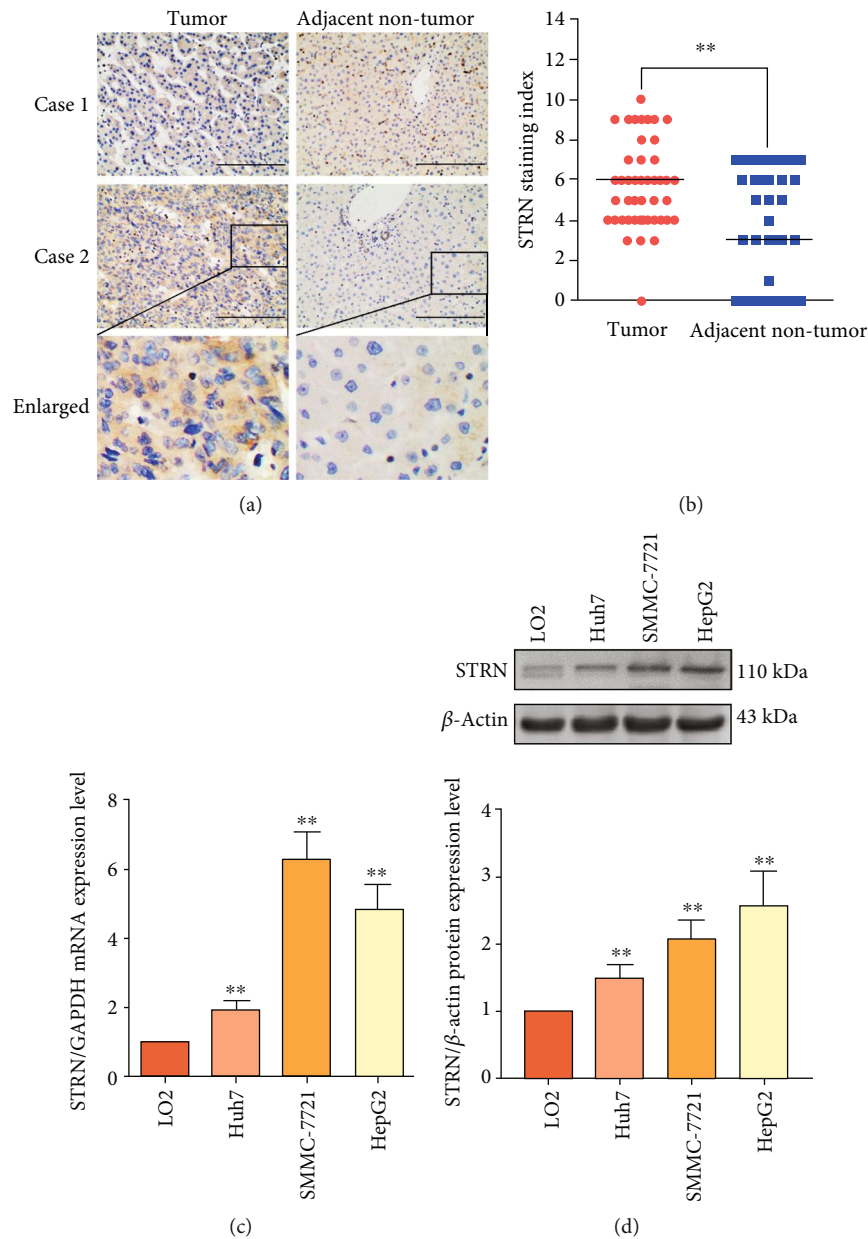 Tumor
Adjacent non-tumor
Case 1
Case 2
Enlarged
(a)
STRN staining index
14
12
10
8
6
4
2
0
**
Tumor
Adjacent non-tumor
(b)
STRN/GAPDH mRNA expression level
8
6
4
2
0
**
**
**
LO2
Huh7
SMMC-7721
HepG2
(c)
LO2
Huh7
SMMC-7721
HepG2
STRN
110 kDa
β-Actin
43 kDa
STRN/β-actin protein expression level
4
3
2
1
0
**
**
**
LO2
Huh7
SMMC-7721
HepG2
(d)